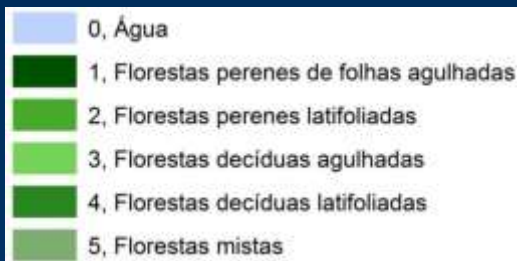 0, Água
1, Florestas perenes de folhas agulhadas
2, Florestas perenes latifoliadas
3, Florestas decíduas agulhadas
4, Florestas decíduas latifoliadas
5, Florestas mistas